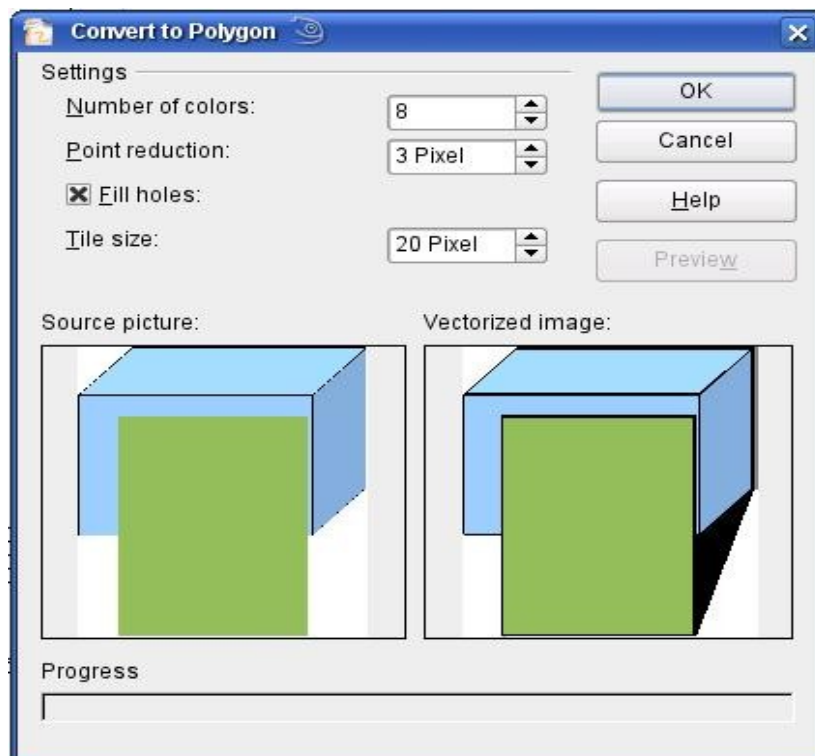 Convert to Polygon
Settings
Number of colors:
8
OK
Point reduction:
3 Pixel
Cancel
Fill holes:
Help
Tile size:
20 Pixel
Preview
Source picture:
Vectorized image:
Progress